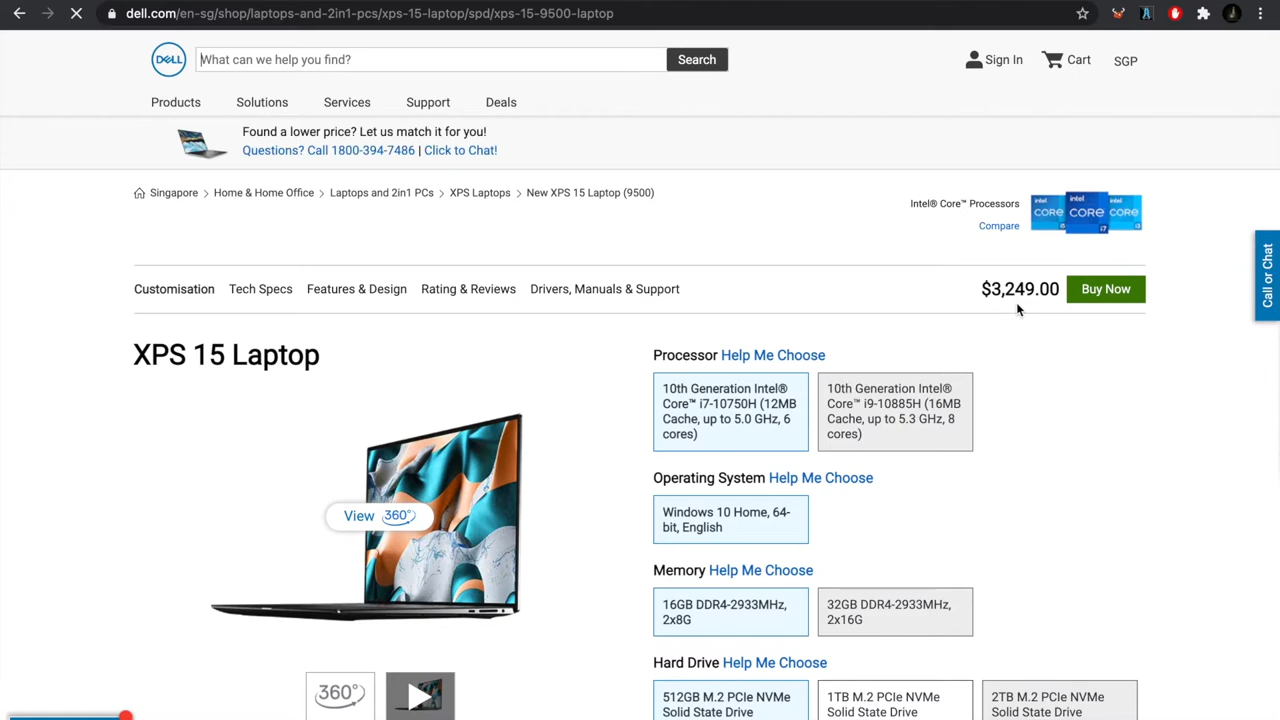 dell.com/en-sg/shop/laptops-and-2in1-pcs/xps-15-laptop/spd/xps-15-9500-laptop
DELL
What can we help you find?
Search
Sign In
Cart
SGP
Products
Solutions
Services
Support
Deals
Found a lower price? Let us match it for you!
Questions? Call 1800-394-7486 | Click to Chat!
Singapore > Home & Home Office > Laptops and 2in1 PCs > XPS Laptops > New XPS 15 Laptop (9500)
Intel® Core™ Processors
Compare
intel intel intel
CORE CORE CORE
i7
Call or Chat
Customisation
Tech Specs
Features & Design
Rating & Reviews
Drivers, Manuals & Support
$3,249.00
Buy Now
XPS 15 Laptop
View 360°
360°
Processor Help Me Choose
10th Generation Intel®
Core™ i7-10750H (12MB
Cache, up to 5.0 GHz, 6
cores)
10th Generation Intel®
Core™ i9-10885H (16MB
Cache, up to 5.3 GHz, 8
cores)
Operating System Help Me Choose
Windows 10 Home, 64-
bit, English
Memory Help Me Choose
16GB DDR4-2933MHz,
2x8G
32GB DDR4-2933MHz,
2x16G
Hard Drive Help Me Choose
512GB M.2 PCIe NVMe
Solid State Drive
1TB M.2 PCIe NVMe
Solid State Drive
2TB M.2 PCIe NVMe
Solid State Drive